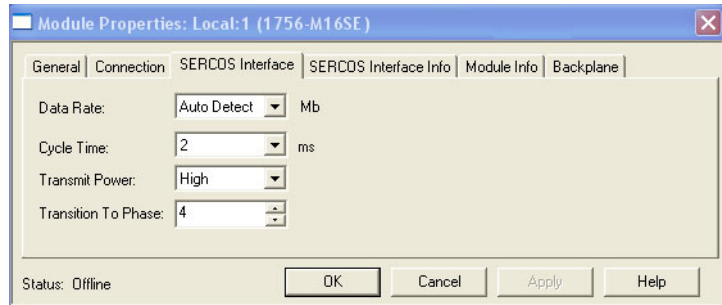 Module Properties: Local:1 (1756-M16SE)
General Connection SERCOS Interface SERCOS Interface Info Module Info Backplane
Data Rate: Auto Detect Mb
Cycle Time: 2 ms
Transmit Power: High
Transition To Phase: 4
Status: Offline OK Cancel Apply Help